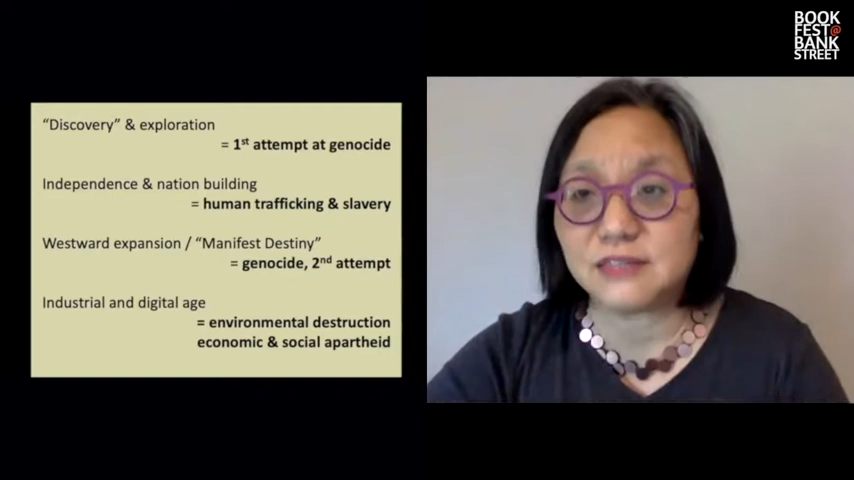 BOOK
FEST@
BANK
STREET
“Discovery” & exploration
= 1st attempt at genocide
Independence & nation building
= human trafficking & slavery
Westward expansion / “Manifest Destiny”
= genocide, 2nd attempt
Industrial and digital age
= environmental destruction
economic & social apartheid